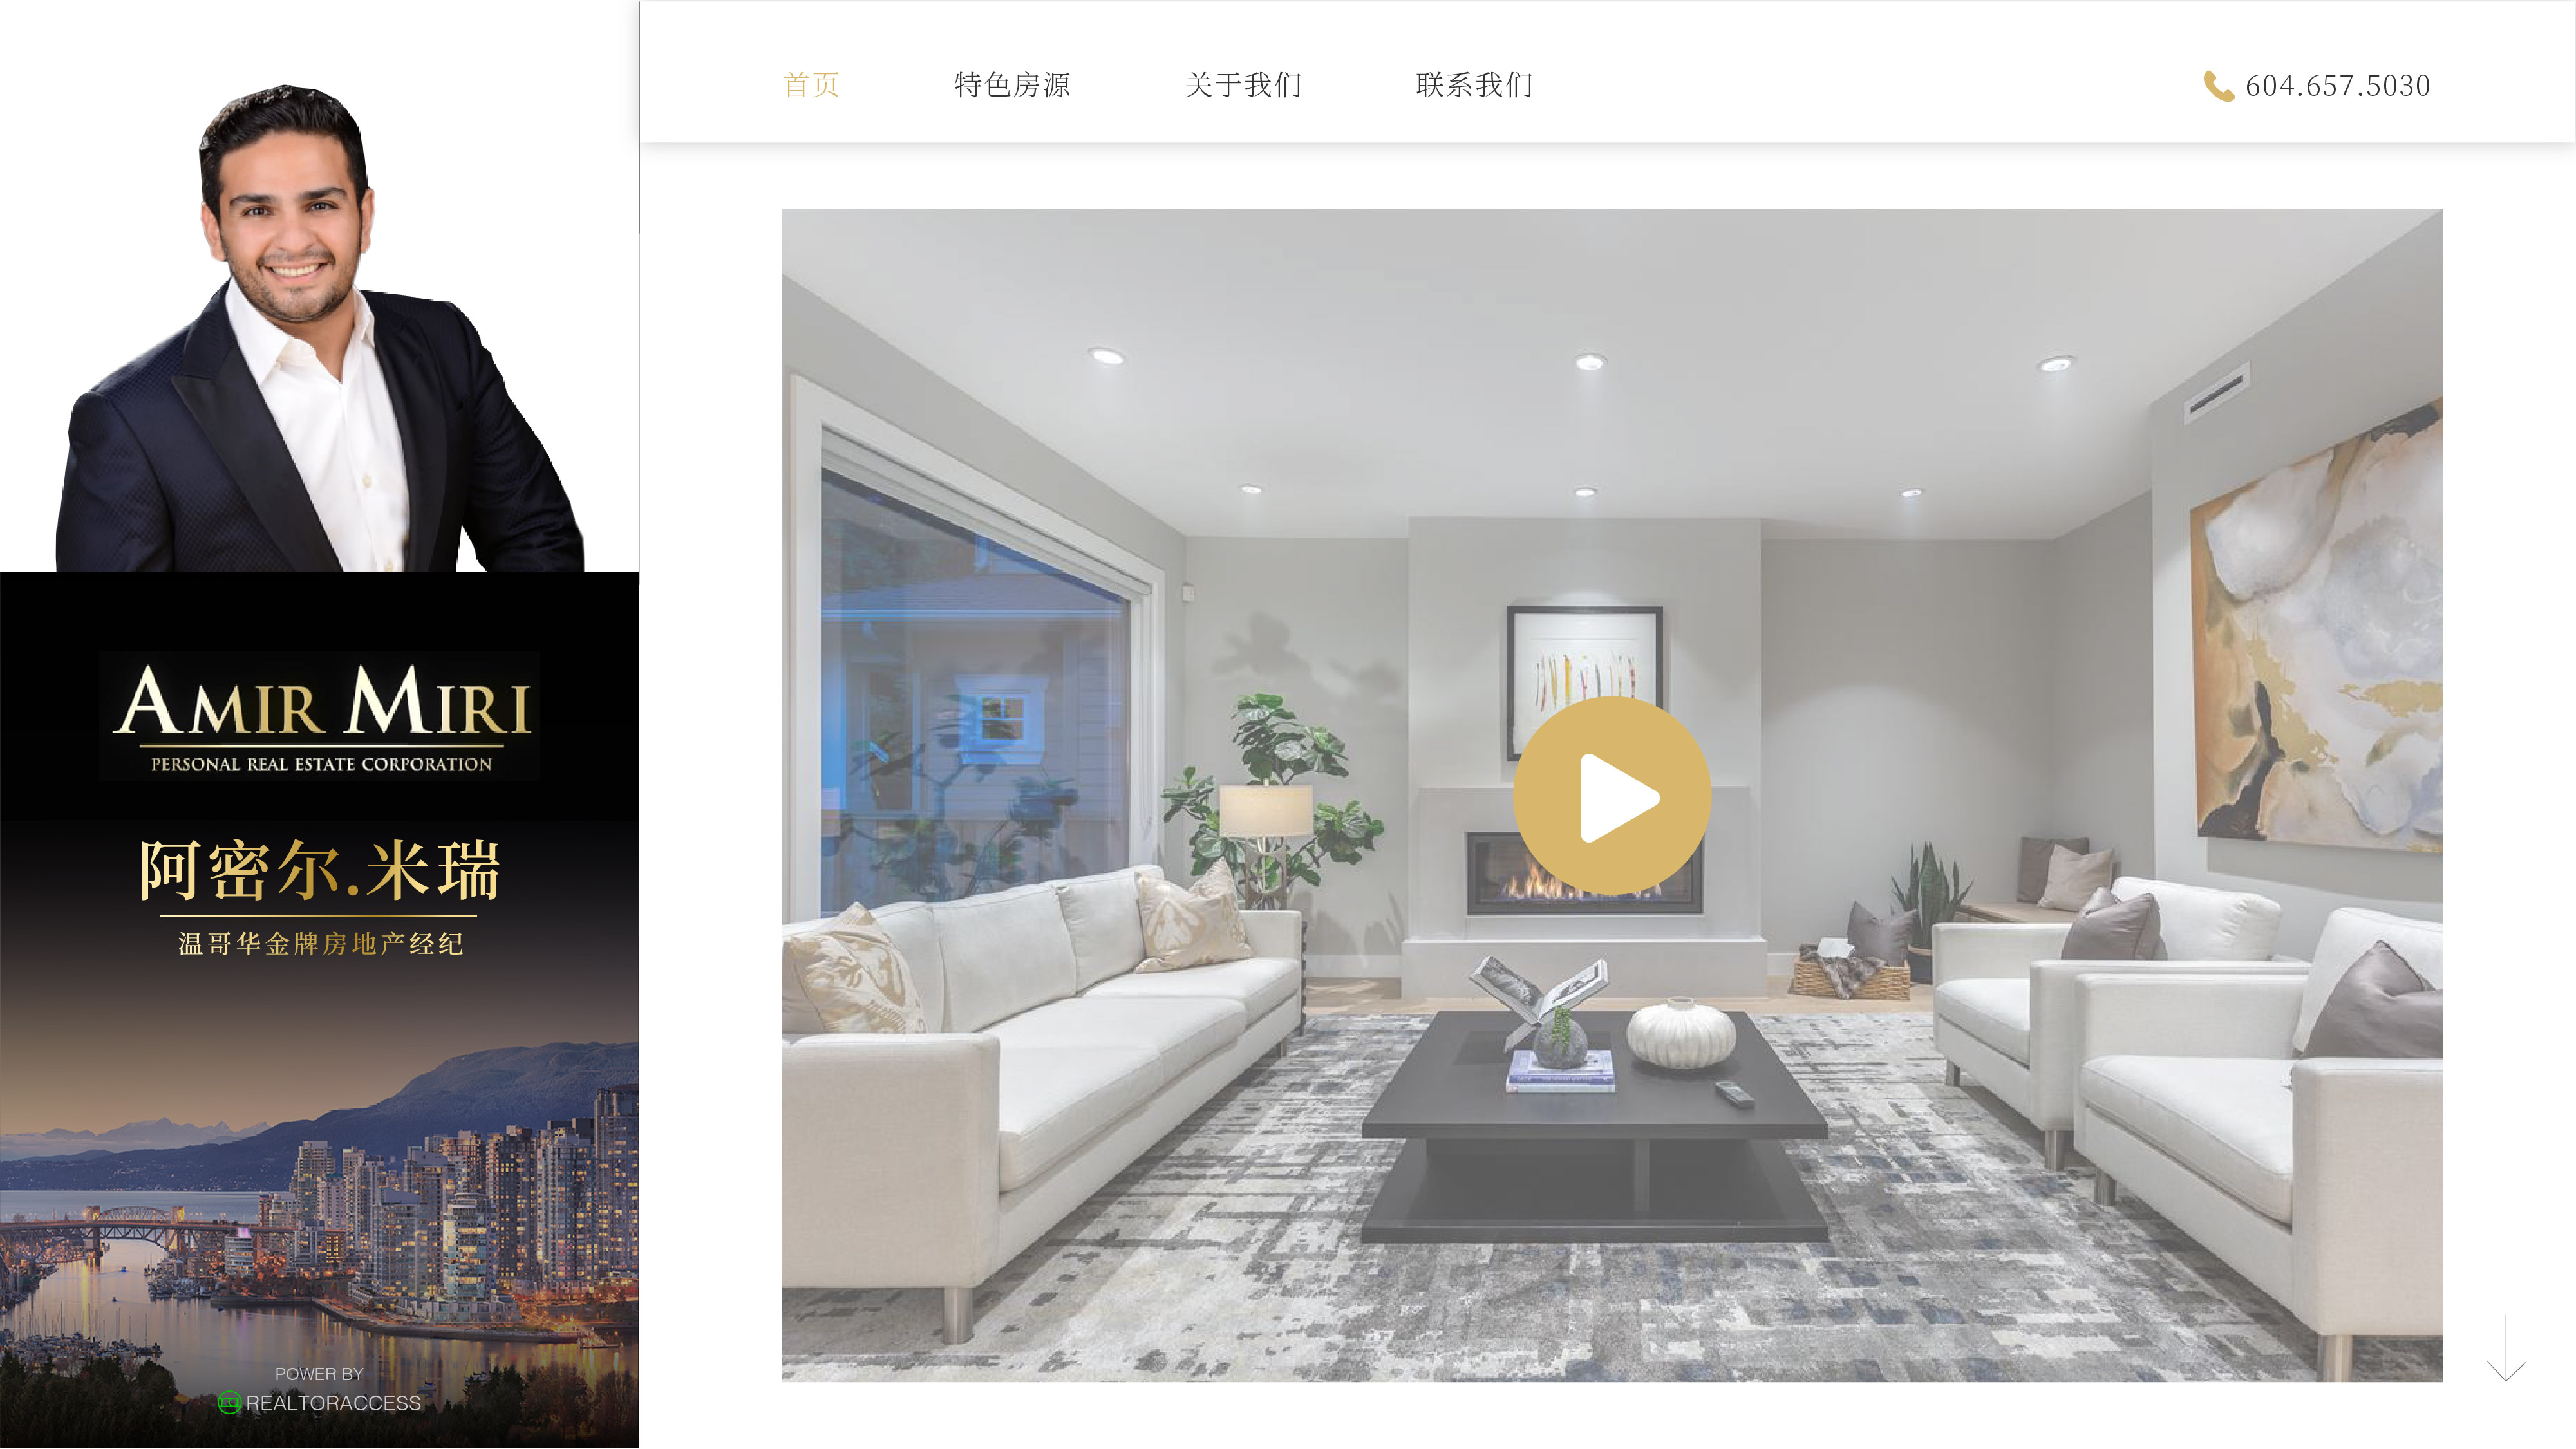 首页
特色房源
关于我们
联系我们
604.657.5030
AMIR MIRI
PERSONAL REAL ESTATE CORPORATION
阿密尔.米瑞
温哥华金牌房地产经纪
POWER BY
REALTORACCESS